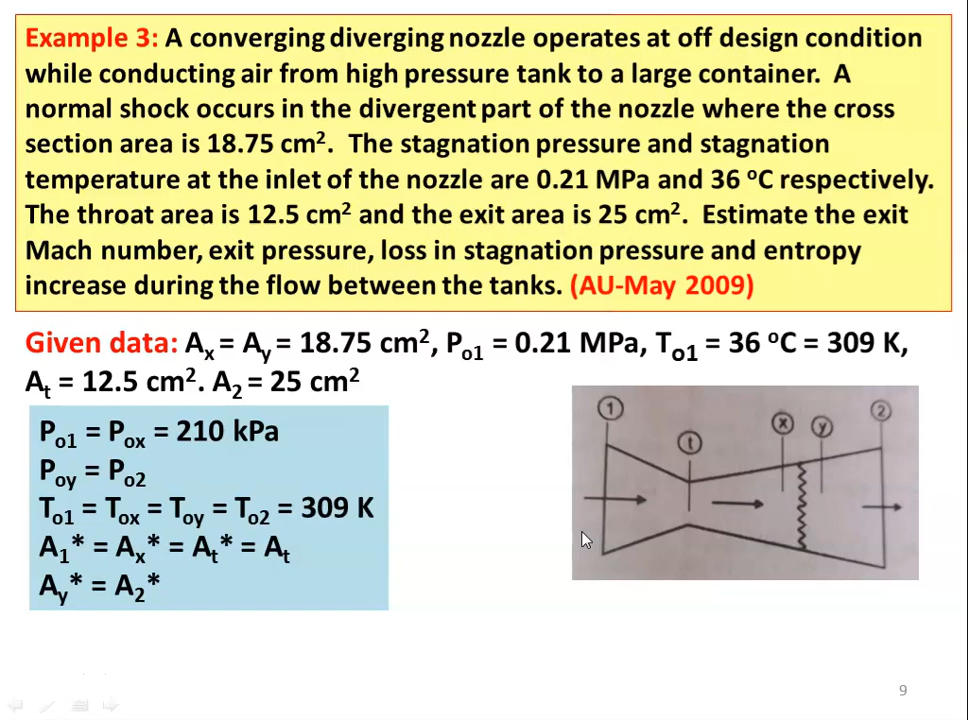 Example 3: A converging diverging nozzle operates at off design condition
while conducting air from high pressure tank to a large container. A
normal shock occurs in the divergent part of the nozzle where the cross
section area is 18.75 cm². The stagnation pressure and stagnation
temperature at the inlet of the nozzle are 0.21 MPa and 36 °C respectively.
The throat area is 12.5 cm² and the exit area is 25 cm². Estimate the exit
Mach number, exit pressure, loss in stagnation pressure and entropy
increase during the flow between the tanks. (AU-May 2009)
Given data: Aₓ = Aᵧ = 18.75 cm², Pₒ₁ = 0.21 MPa, Tₒ₁ = 36 °C = 309 K,
Aₜ = 12.5 cm². A₂ = 25 cm²
Pₒ₁ = Pₒₓ = 210 kPa
Pₒᵧ = Pₒ₂
Tₒ₁ = Tₒₓ = Tₒᵧ = Tₒ₂ = 309 K
A₁* = Aₓ* = Aₜ* = Aₜ
Aᵧ* = A₂*
1
t
x
y
2
9